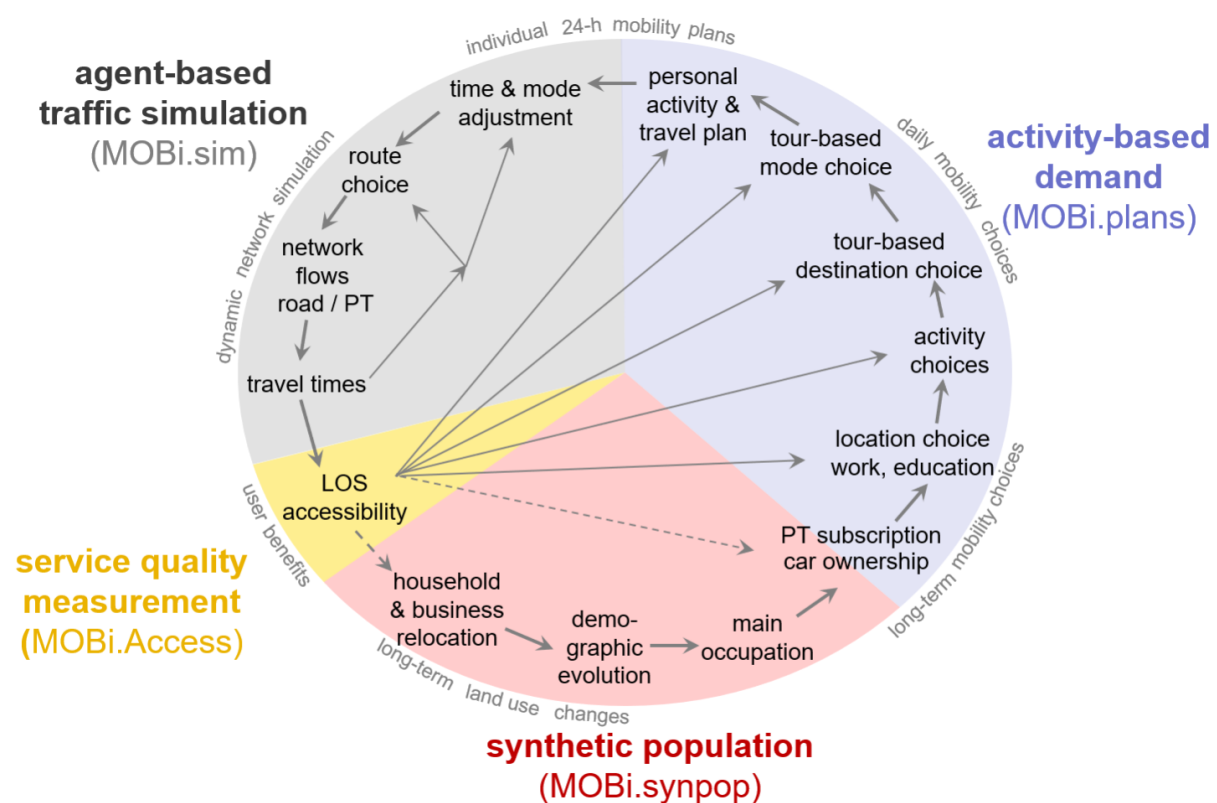 individual 24-h mobility plans
agent-based
traffic simulation
(MOBi.sim)
time & mode
adjustment
personal
activity &
travel plan
tour-based
mode choice
daily mobility choices
activity-based
demand
(MOBi.plans)
route
choice
dynamic network simulation
network
flows
road / PT
tour-based
destination choice
activity
choices
travel times
location choice
work, education
long-term mobility choices
LOS
accessibility
user benefits
PT subscription
car ownership
service quality
measurement
(MOBi.Access)
household
& business
relocation
demo-
graphic
evolution
main
occupation
long-term land use changes
synthetic population
(MOBi.synpop)